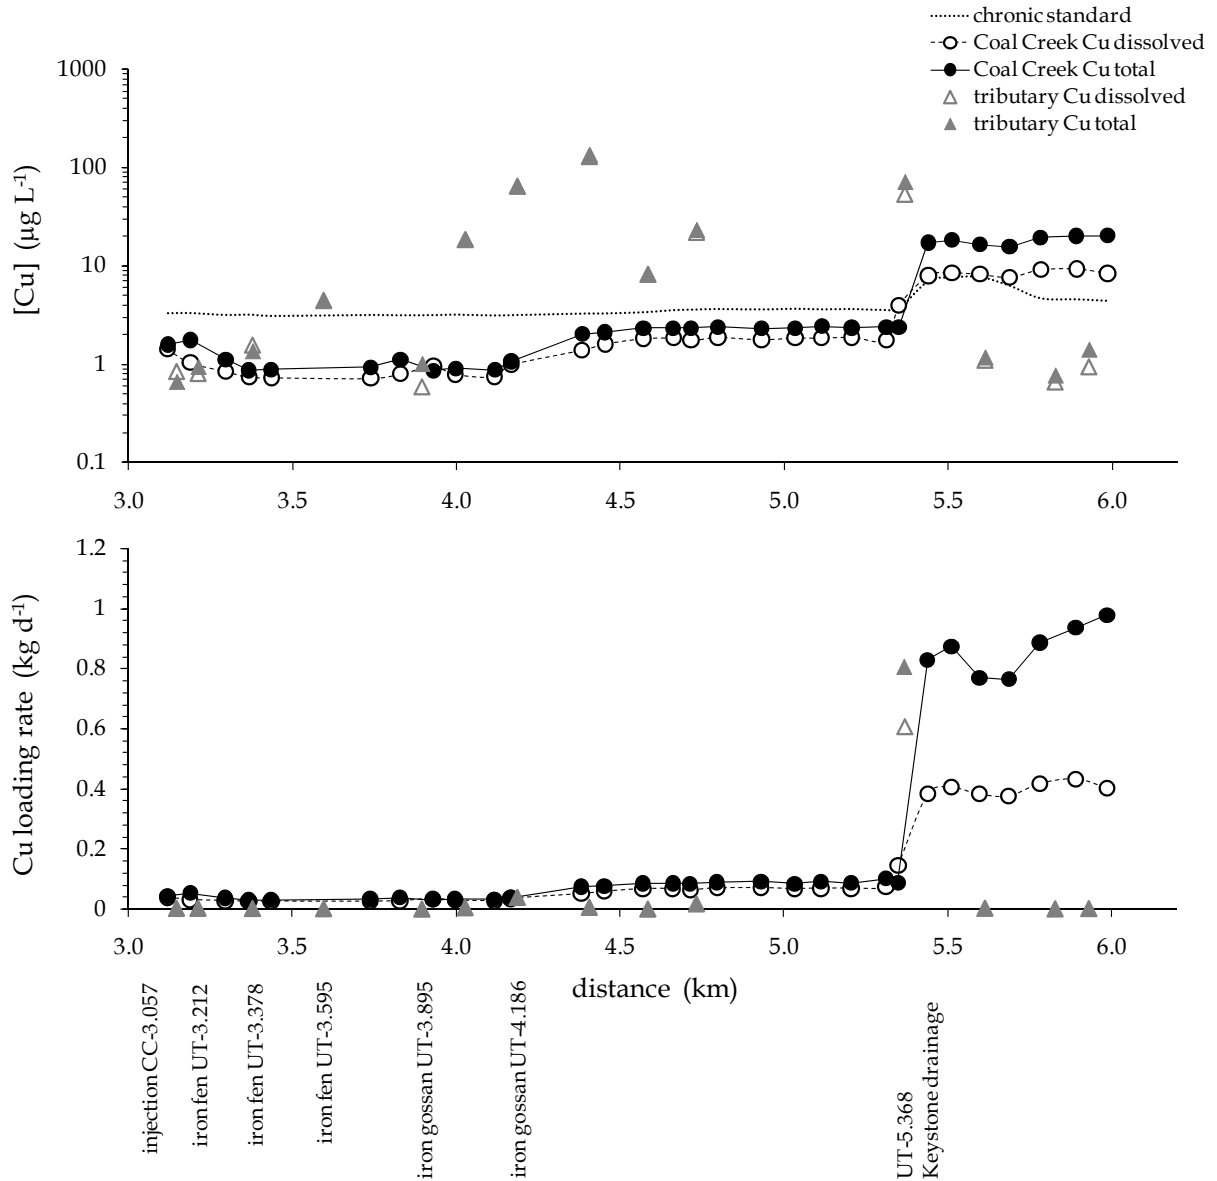 chronic standard
Coal Creek Cu dissolved
Coal Creek Cu total
tributary Cu dissolved
tributary Cu total
[Cu] (µg L-1)
1000
100
10
1
0.1
3.0 3.5 4.0 4.5 5.0 5.5 6.0
Cu loading rate (kg d-1)
1.2
1
0.8
0.6
0.4
0.2
0
3.0 3.5 4.0 4.5 5.0 5.5 6.0
distance (km)
injection CC-3.057
iron fen UT-3.212
iron fen UT-3.378
iron fen UT-3.595
iron gossan UT-3.895
iron gossan UT-4.186
UT-5.368
Keystone drainage